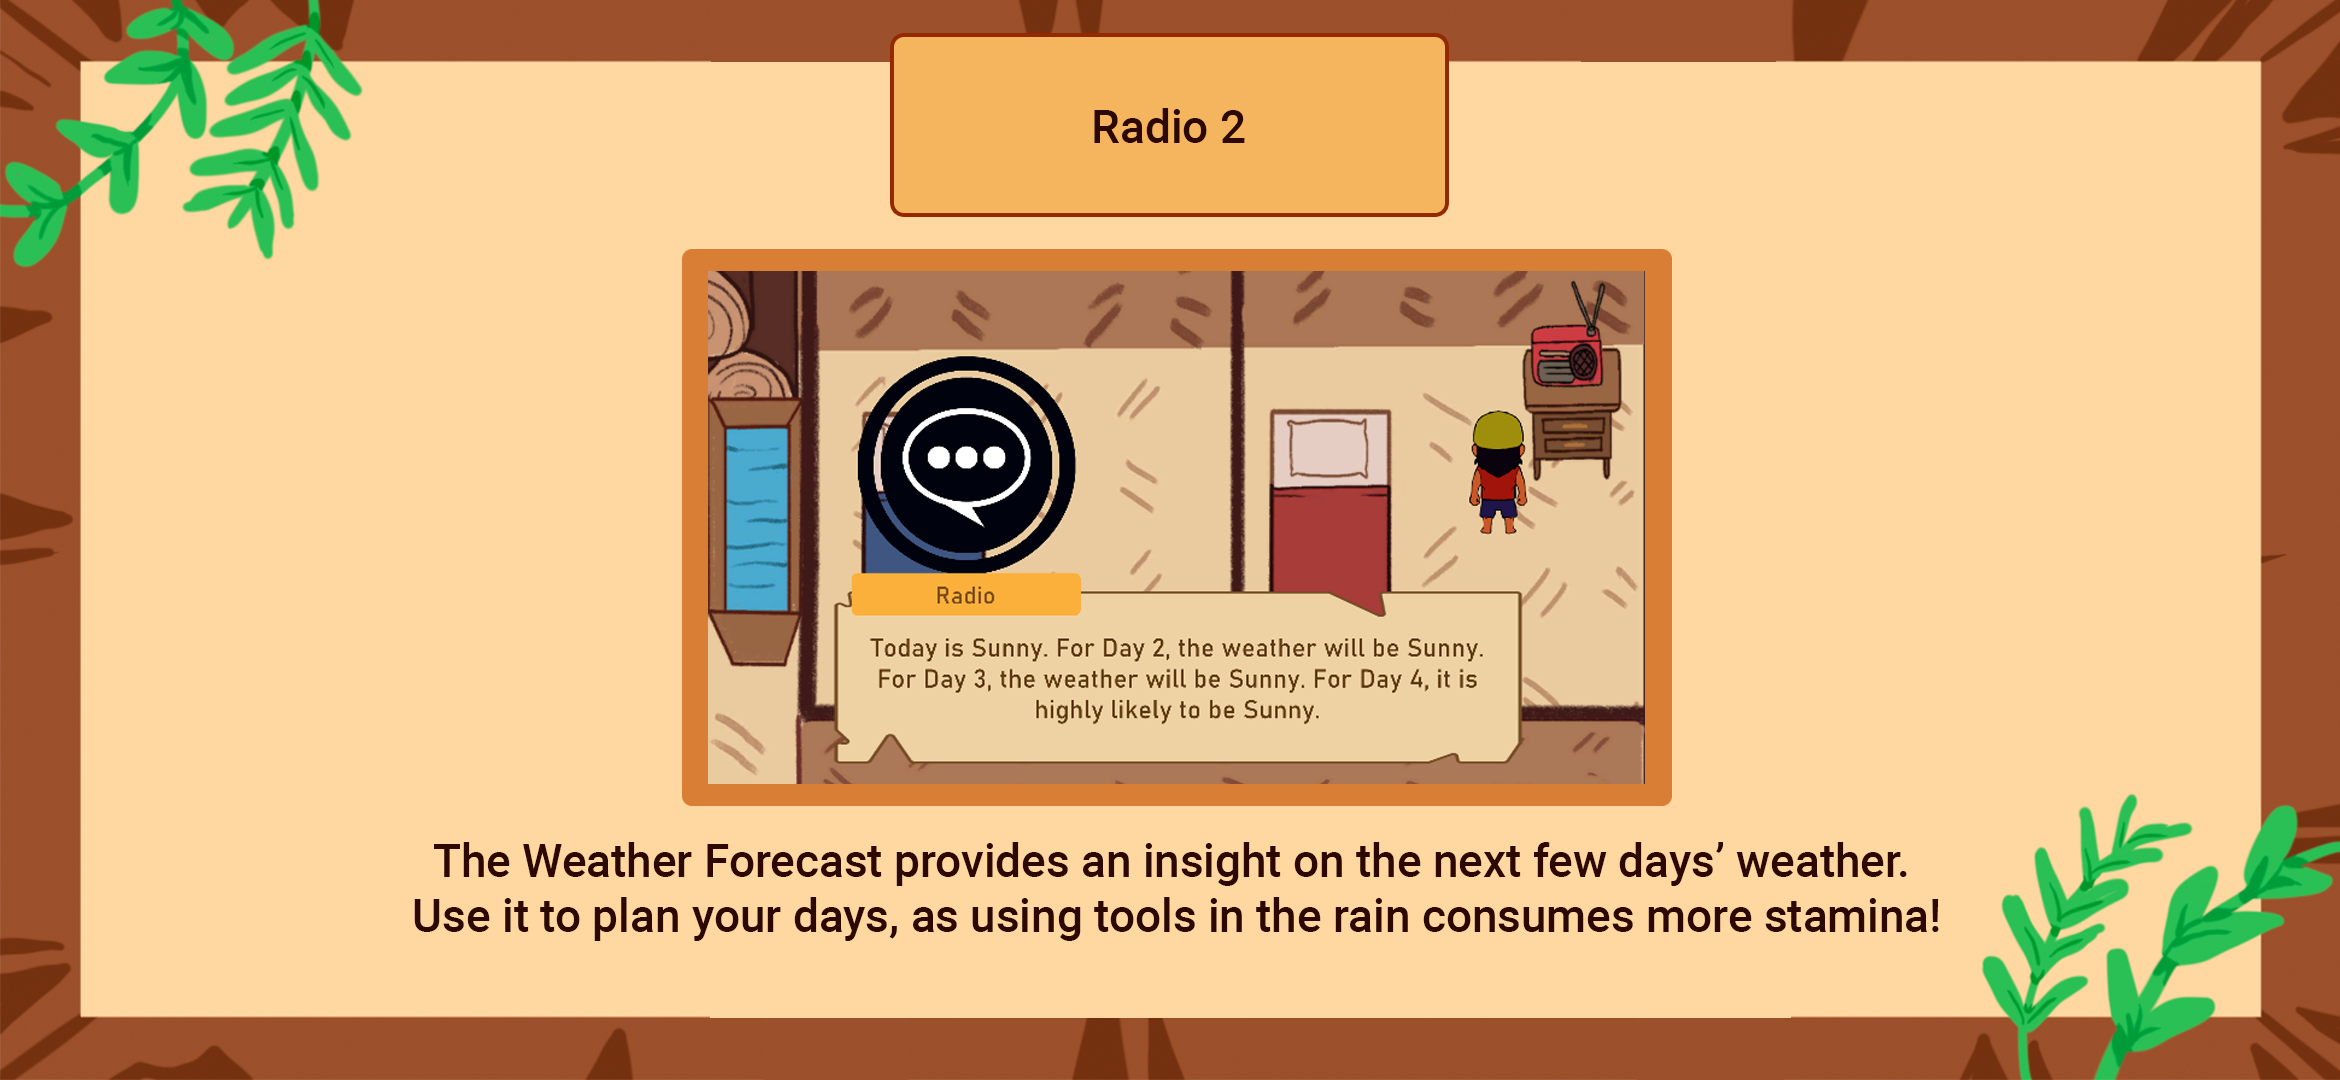 Radio 2
Radio
Today is Sunny. For Day 2, the weather will be Sunny.
For Day 3, the weather will be Sunny. For Day 4, it is
highly likely to be Sunny.
The Weather Forecast provides an insight on the next few days’ weather.
Use it to plan your days, as using tools in the rain consumes more stamina!